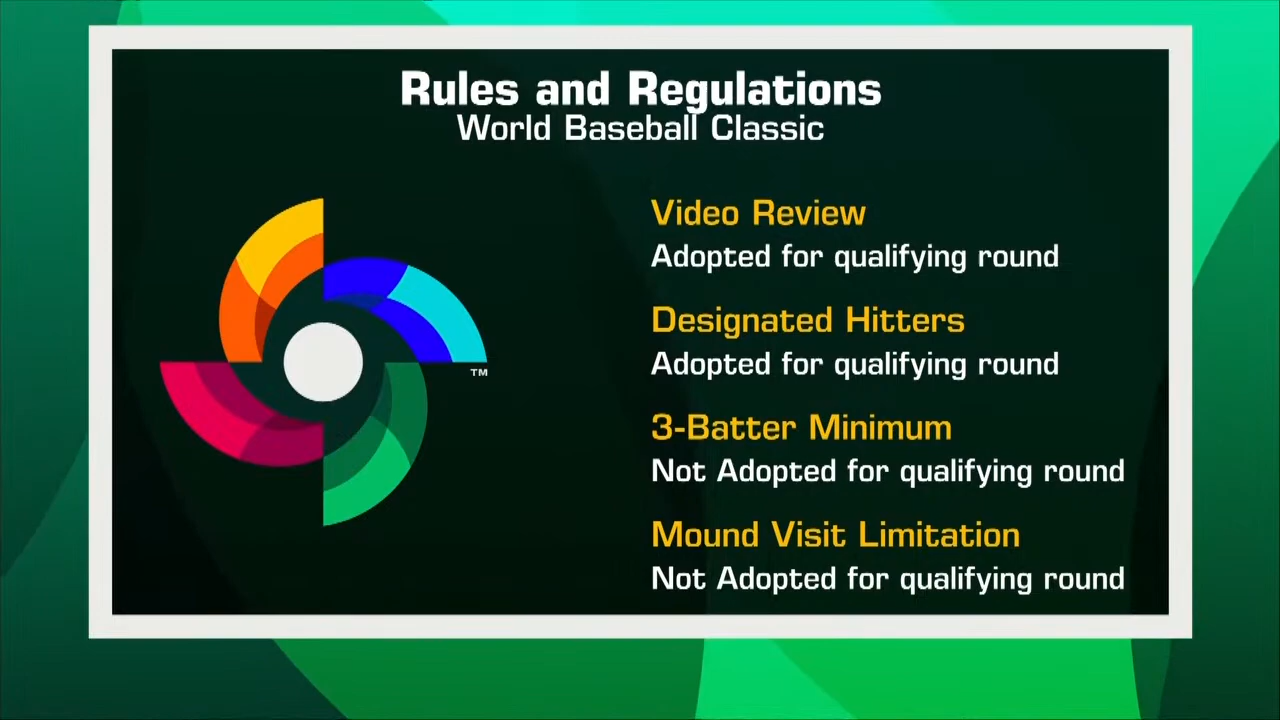 Rules and Regulations
World Baseball Classic
Video Review
Adopted for qualifying round
Designated Hitters
Adopted for qualifying round
3-Batter Minimum
Not Adopted for qualifying round
Mound Visit Limitation
Not Adopted for qualifying round
TM